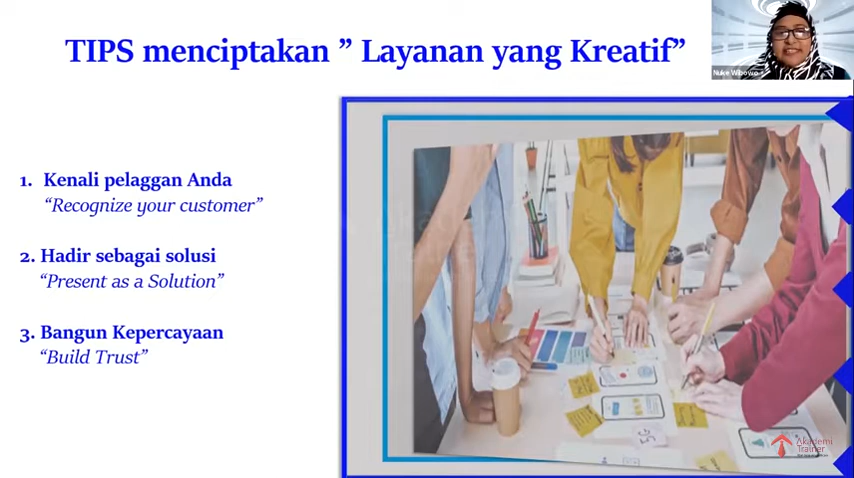 TIPS menciptakan ” Layanan yang Kreatif”
Nuke Wibowo
1. Kenali pelaggan Anda
“Recognize your customer”
2. Hadir sebagai solusi
“Present as a Solution”
3. Bangun Kepercayaan
“Build Trust”
Akademi
Trainer